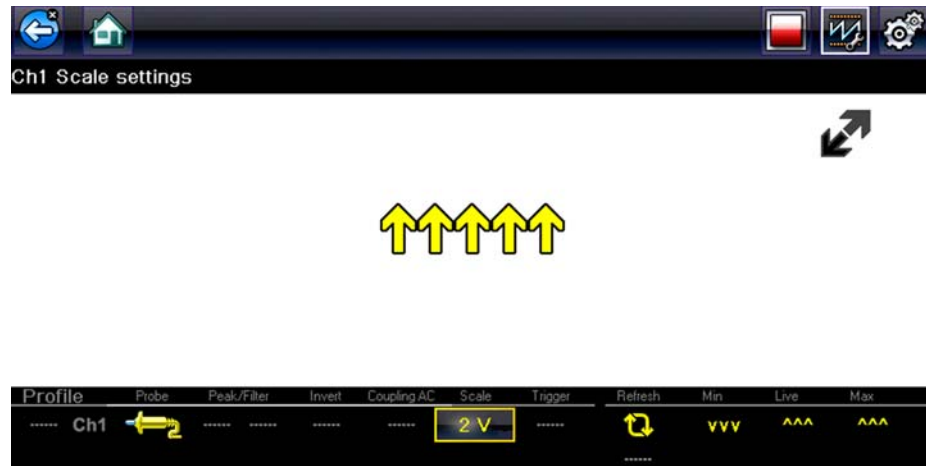 Ch1 Scale settings
Profile Probe Peak/Filter Invert Coupling AC Scale Trigger Refresh Min Live Max
------ Ch1 ------ ------ ------ ------ 2 V ------ vvv ^^^ ^^^
------